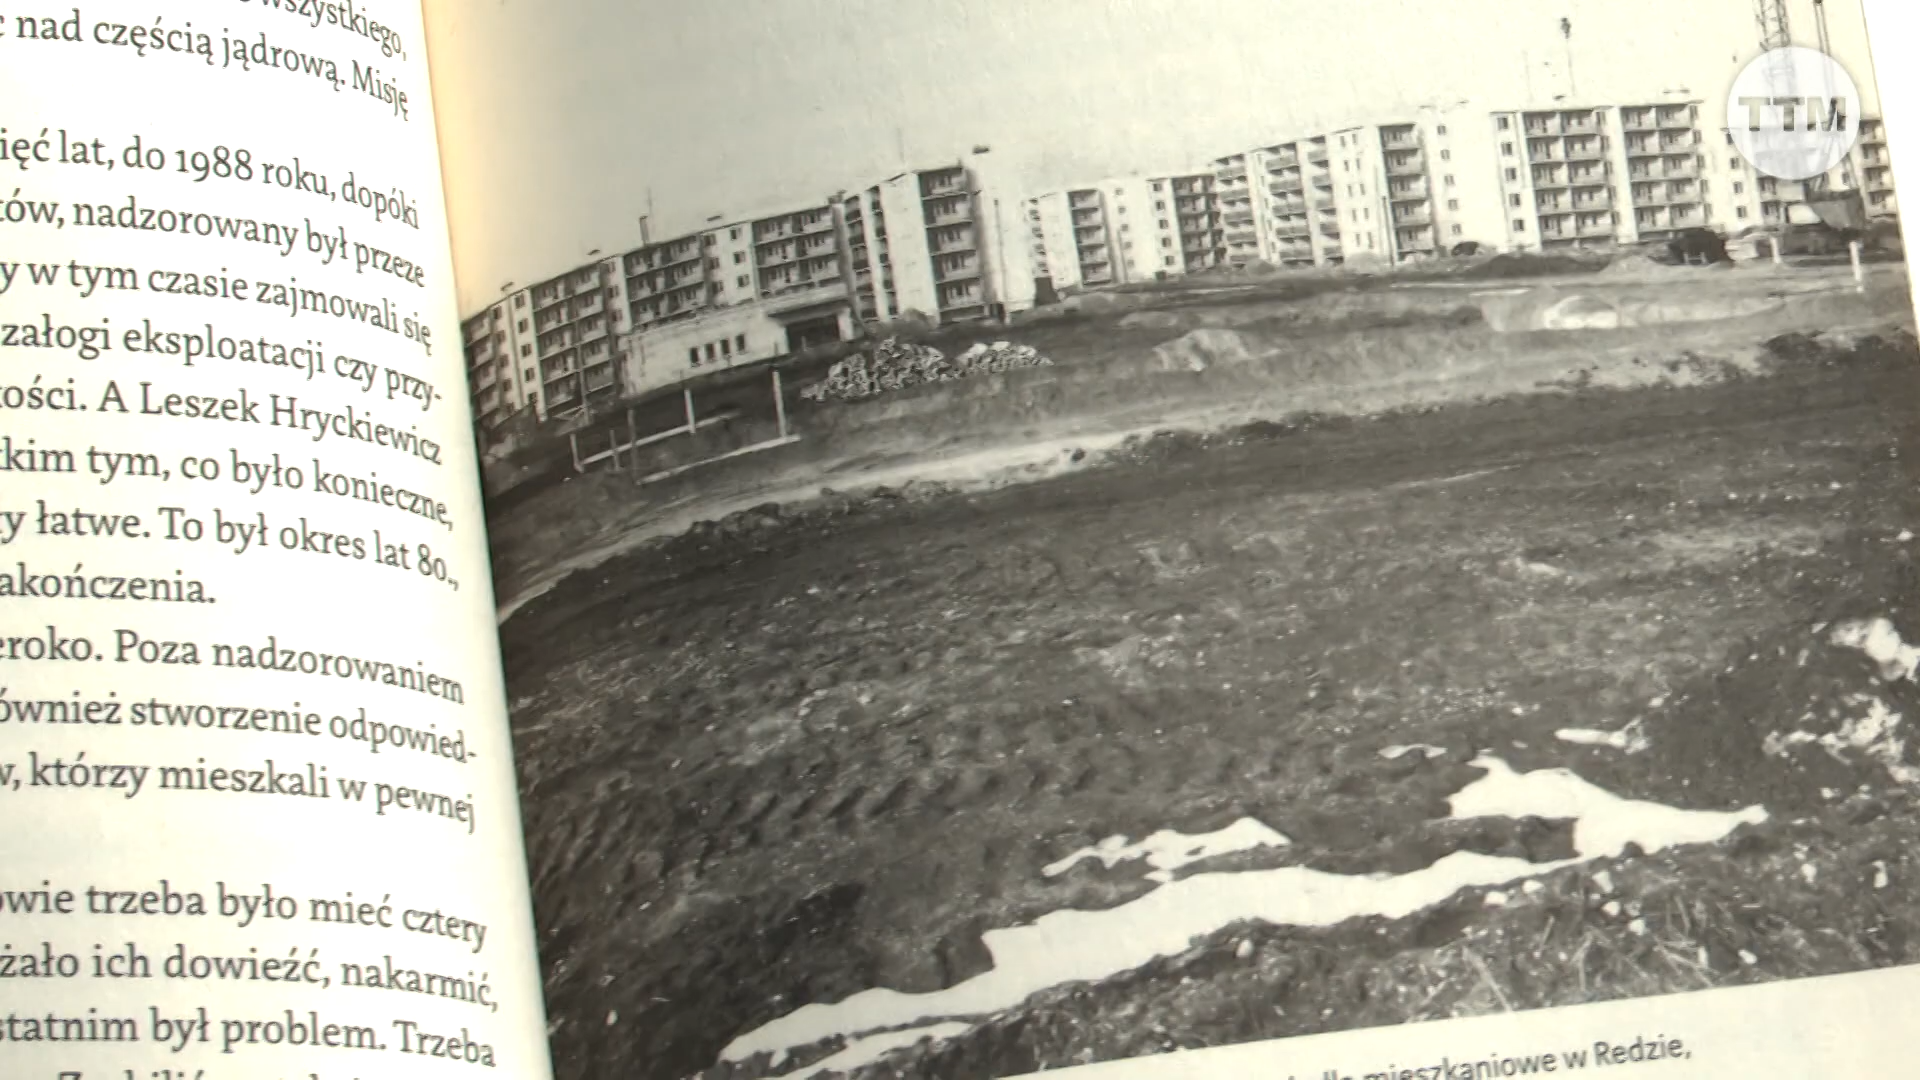 wszystkiego,
nad częścią jądrową. Misję
ięć lat, do 1988 roku, dopóki
ów, nadzorowany był przeze
y w tym czasie zajmowali się
załogi eksploatacji czy przy-
ości. A Leszek Hryckiewicz
kim tym, co było konieczne,
y łatwe. To był okres lat 80.,
akończenia.
eroko. Poza nadzorowaniem
ównież stworzenie odpowied-
w, którzy mieszkali w pewnej
owie trzeba było mieć cztery
żało ich dowieźć, nakarmić,
statnim był problem. Trzeba
mieszkaniowe w Redzie,
TTM